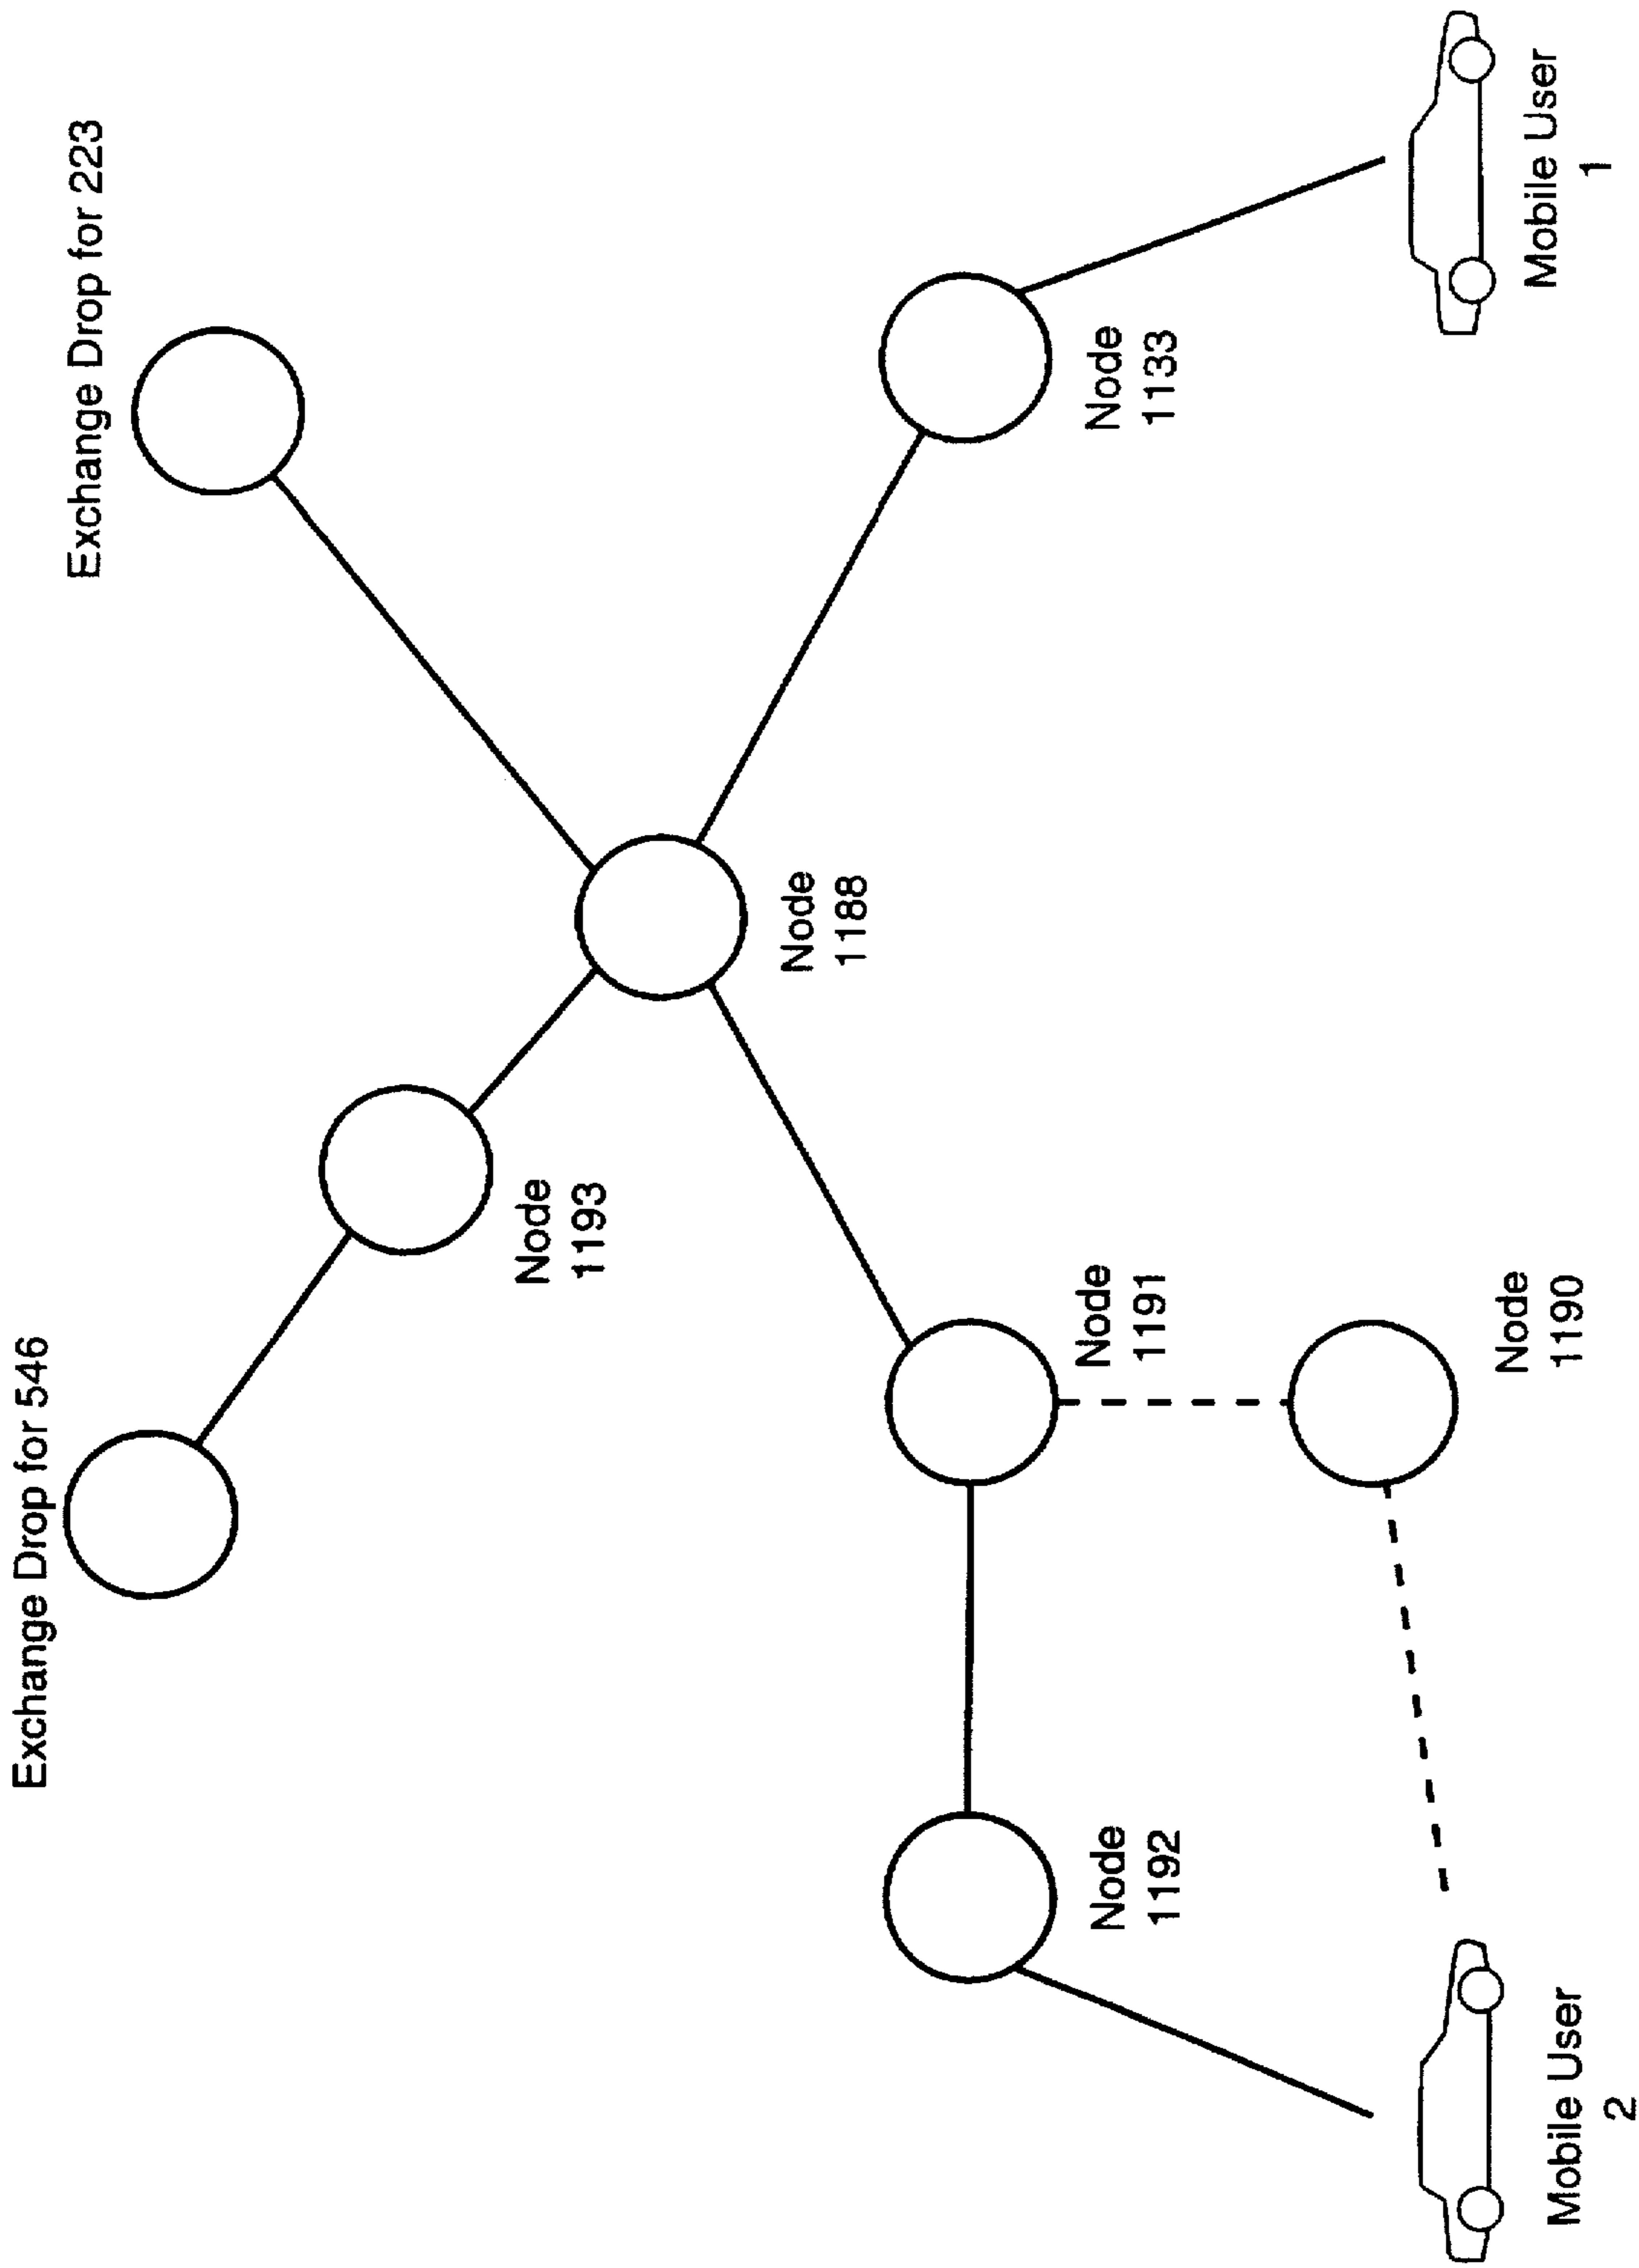 Exchange Drop for 546
Exchange Drop for 223
Node
1193
Node
1188
Node
1192
Node
1191
Node
1133
Node
1190
Mobile User
2
Mobile User
1